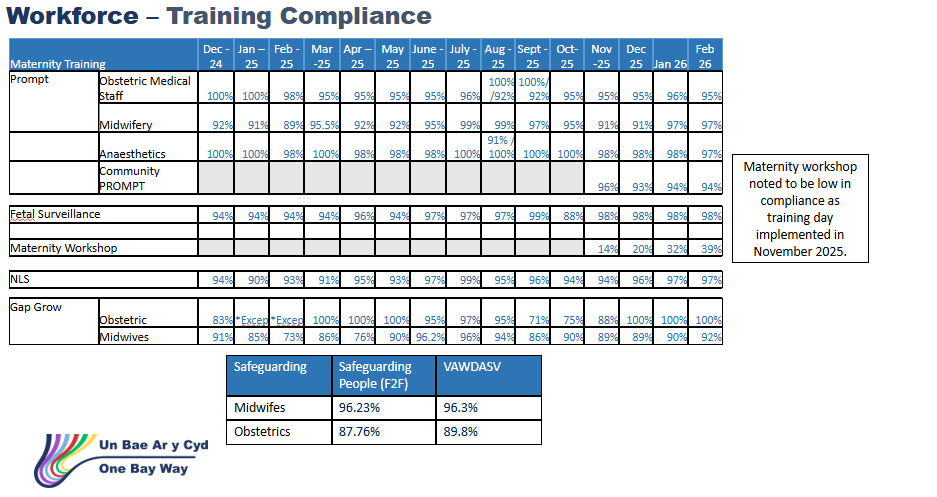 Workforce – Training Compliance
Maternity Training Dec - 24 Jan – 25 Feb - 25 Mar -25 Apr – 25 May 25 June - 25 July - 25 Aug - 25 Sept - 25 Oct- 25 Nov -25 Dec 25 Jan 26 Feb 26
Prompt Obstetric Medical Staff 100% 100% 98% 95% 95% 95% 95% 96% 100% /92% 100%/ 92% 95% 95% 95% 96% 95%
Midwifery 92% 91% 89% 95.5% 92% 92% 95% 99% 99% 97% 95% 91% 91% 97% 97%
Anaesthetics 100% 100% 98% 100% 98% 98% 98% 100% 91% / 100% 100% 100% 98% 98% 98% 97%
Community PROMPT 96% 93% 94% 94%
Fetal Surveillance 94% 94% 94% 94% 96% 94% 97% 97% 97% 99% 88% 98% 98% 98% 98%
Maternity Workshop 14% 20% 32% 39%
NLS 94% 90% 93% 91% 95% 93% 97% 99% 95% 96% 94% 94% 96% 97% 97%
Gap Grow Obstetric 83% *Excep *Excep 100% 100% 100% 95% 97% 95% 71% 75% 88% 100% 100% 100%
Midwives 91% 85% 73% 86% 76% 90% 96.2% 96% 94% 86% 90% 89% 89% 90% 92%
Maternity workshop
noted to be low in
compliance as
training day
implemented in
November 2025.
Safeguarding Safeguarding People (F2F) VAWDASV
Midwifes 96.23% 96.3%
Obstetrics 87.76% 89.8%
Un Bae Ar y Cyd
One Bay Way